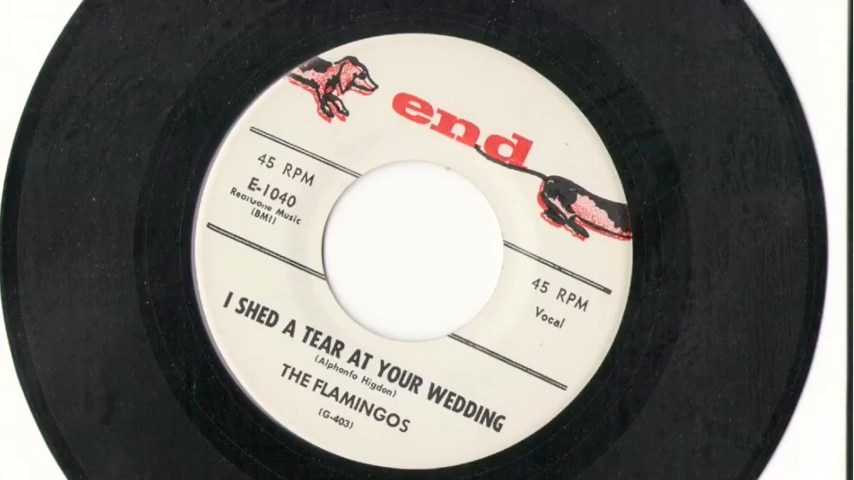 end
45 RPM
E-1040
RealGone Music
(BMI)
45 RPM
Vocal
I SHED A TEAR AT YOUR WEDDING
(Alphonfo Higdon)
THE FLAMINGOS
(G-403)